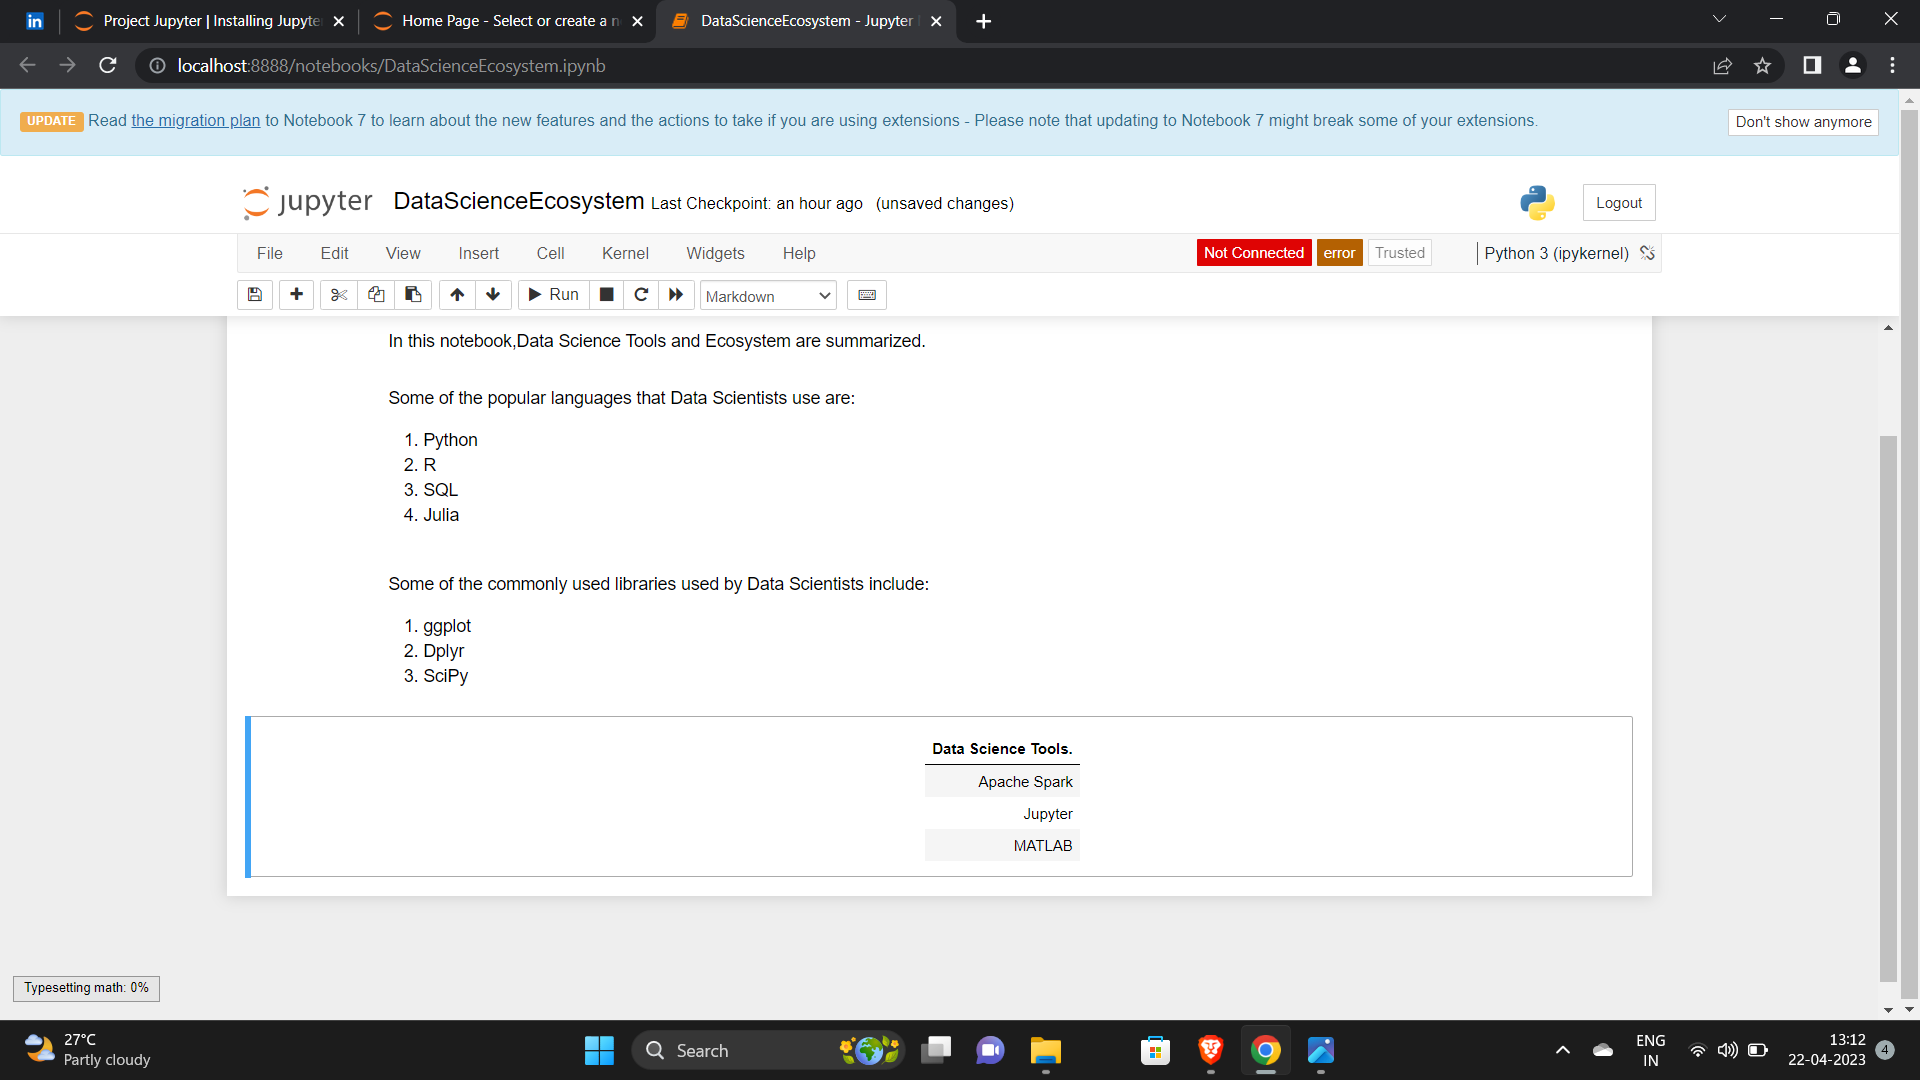 Project Jupyter | Installing Jupyte
Home Page - Select or create a n
DataScienceEcosystem - Jupyter
localhost:8888/notebooks/DataScienceEcosystem.ipynb
UPDATE Read the migration plan to Notebook 7 to learn about the new features and the actions to take if you are using extensions - Please note that updating to Notebook 7 might break some of your extensions.
Don't show anymore
jupyter DataScienceEcosystem Last Checkpoint: an hour ago (unsaved changes)
Logout
File Edit View Insert Cell Kernel Widgets Help
Not Connected error Trusted Python 3 (ipykernel)
Run Markdown
In this notebook,Data Science Tools and Ecosystem are summarized.
Some of the popular languages that Data Scientists use are:
1. Python
2. R
3. SQL
4. Julia
Some of the commonly used libraries used by Data Scientists include:
1. ggplot
2. Dplyr
3. SciPy
Data Science Tools.
Apache Spark
Jupyter
MATLAB
Typesetting math: 0%
27°C
Partly cloudy
Search
ENG
IN
13:12
22-04-2023
4